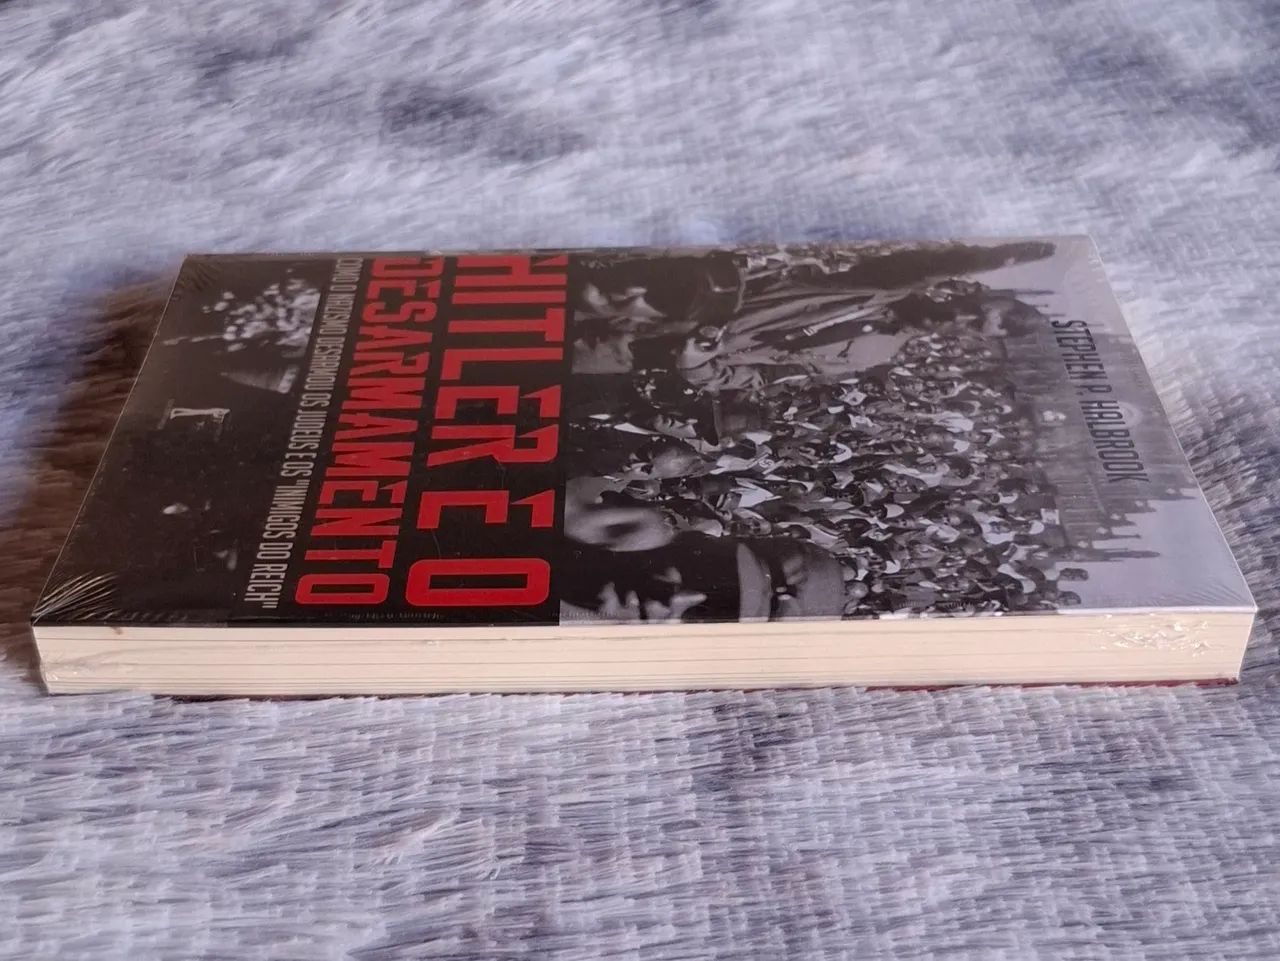 STEPHEN P. HALBROOK
HITLER E O
DESARMAMENTO
COMO O NAZISMO DESARMOU OS JUDEUS E OS "INIMIGOS DO REICH"